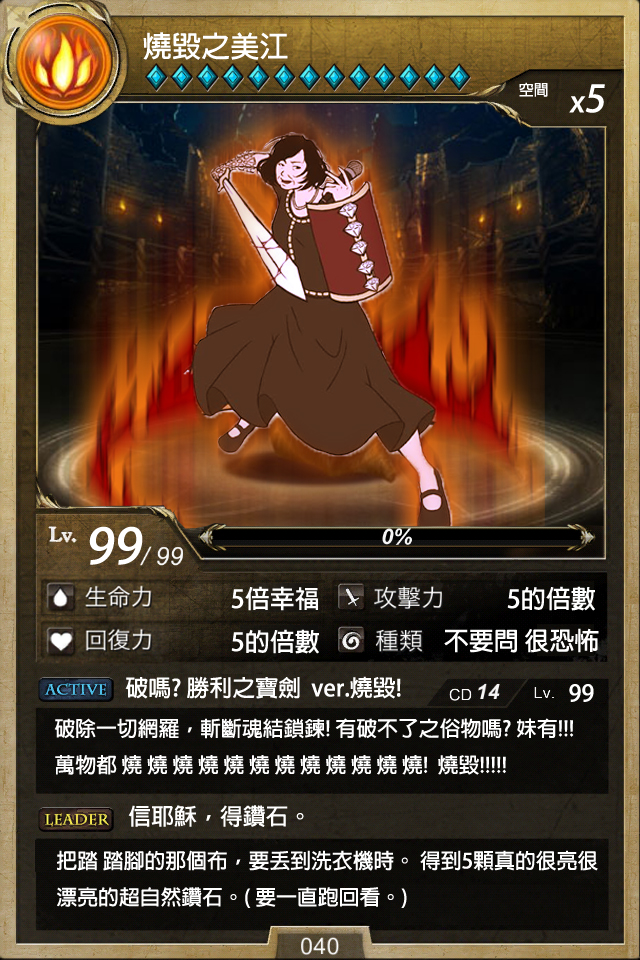 燒毀之美江
空間 x5
Lv. 99/99
0%
生命力 5倍幸福 攻擊力 5的倍數
回復力 5的倍數 種類 不要問 很恐怖
ACTIVE 破嗎? 勝利之寶劍 ver.燒毀! CD 14 Lv. 99
破除一切網羅，斬斷魂結鎖鍊! 有破不了之俗物嗎? 妹有!!!
萬物都 燒 燒 燒 燒 燒 燒 燒 燒 燒 燒 燒 燒! 燒毀!!!!!
LEADER 信耶穌，得鑽石。
把踏 踏腳的那個布，要丟到洗衣機時。 得到5顆真的很亮很
漂亮的超自然鑽石。( 要一直跑回看。)
040